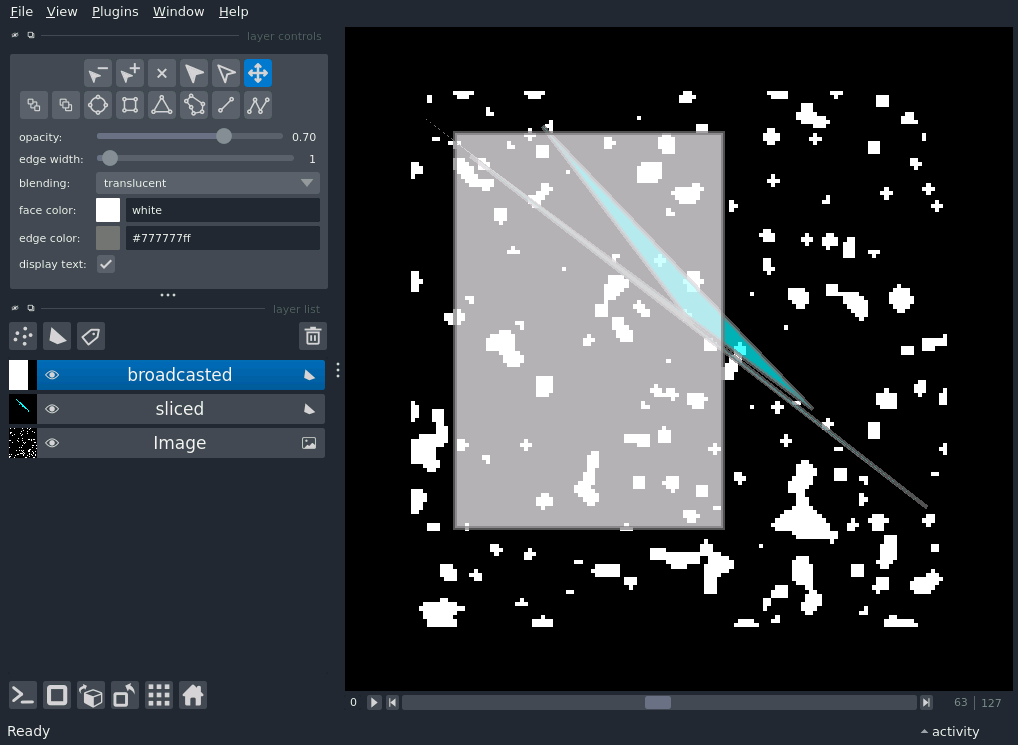 File View Plugins Window Help
layer controls
opacity: 0.70
edge width: 1
blending: translucent
face color: white
edge color: #777777ff
display text:
layer list
broadcasted
sliced
Image
0 63 | 127
Ready
activity